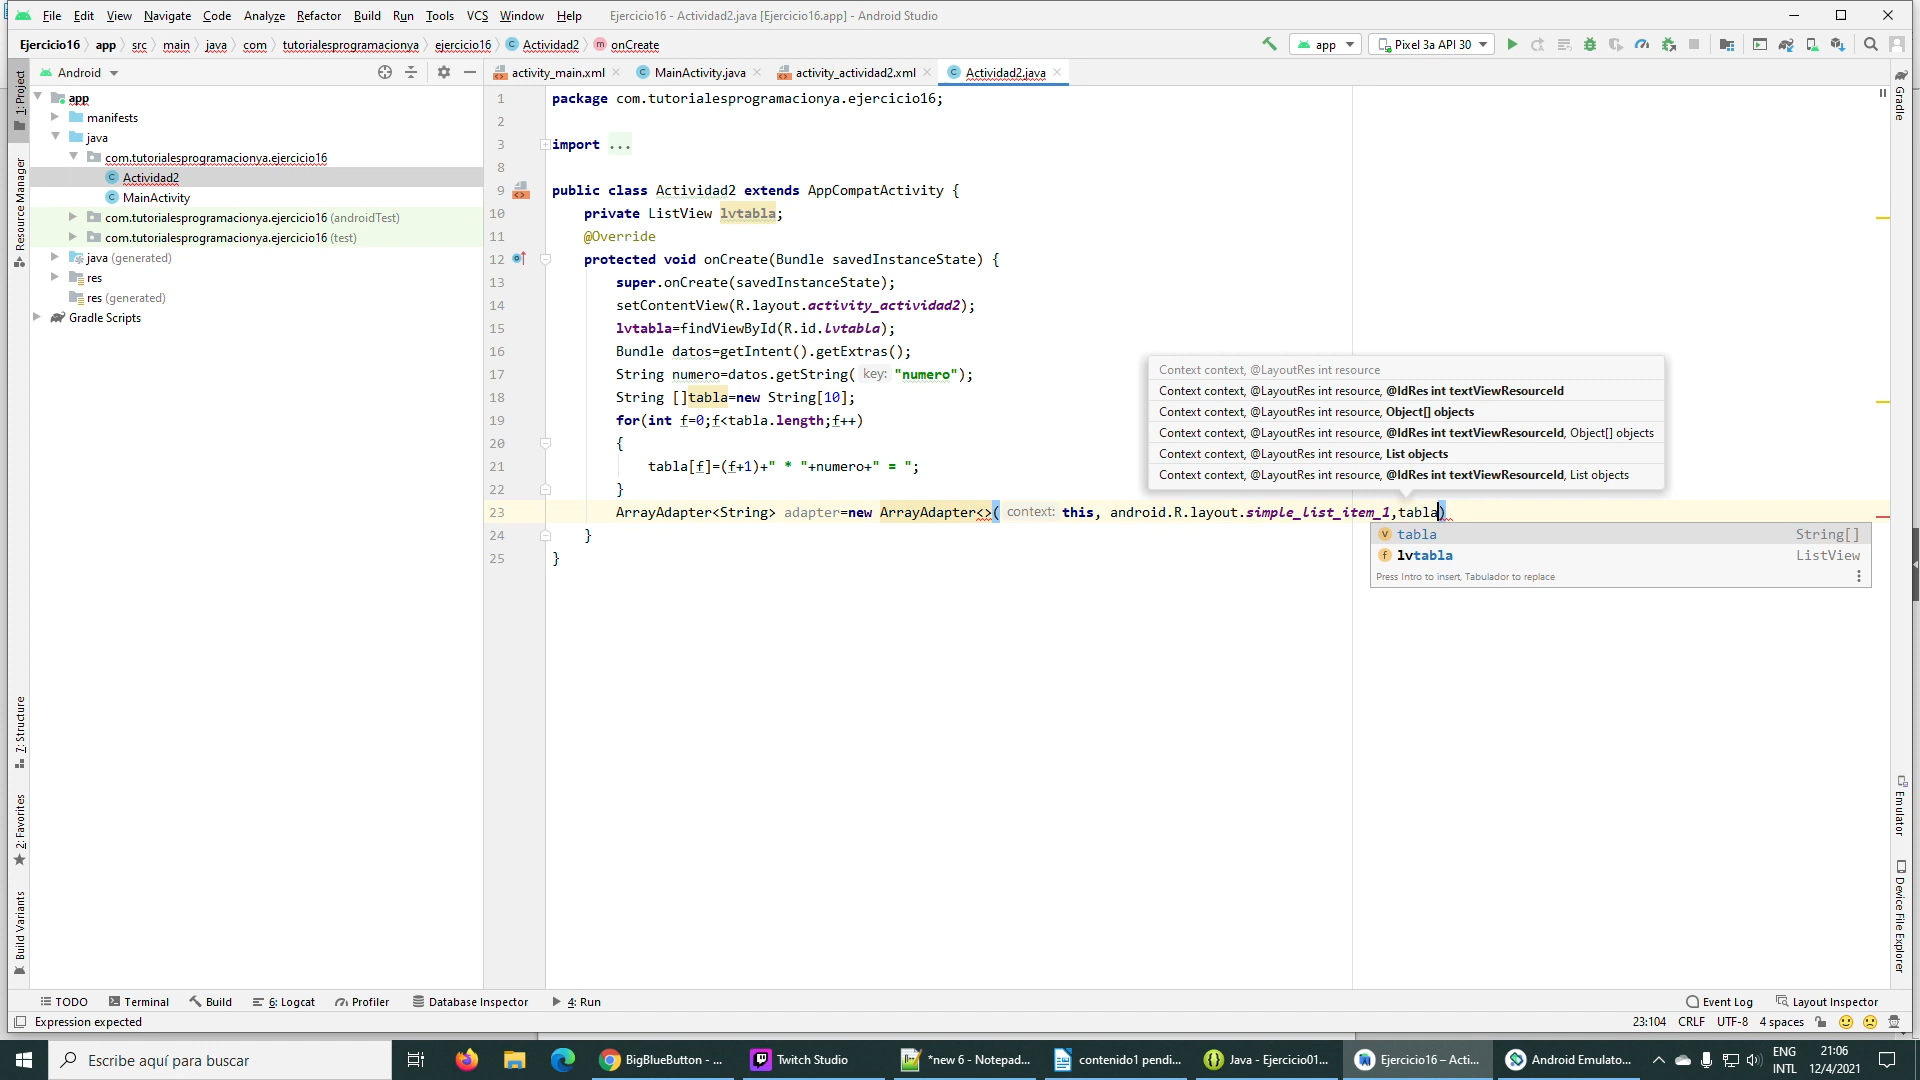 File Edit View Navigate Code Analyze Refactor Build Run Tools VCS Window Help Ejercicio16 - Actividad2.java [Ejercicio16.app] - Android Studio
Ejercicio16 app src main java com tutorialesprogramacionya ejercicio16 Actividad2 onCreate app Pixel 3a API 30
Android
activity_main.xml MainActivity.java activity_actividad2.xml Actividad2.java
1: Project
Resource Manager
7: Structure
2: Favorites
Build Variants
app
manifests
java
com.tutorialesprogramacionya.ejercicio16
Actividad2
MainActivity
com.tutorialesprogramacionya.ejercicio16 (androidTest)
com.tutorialesprogramacionya.ejercicio16 (test)
java (generated)
res
res (generated)
Gradle Scripts
1 package com.tutorialesprogramacionya.ejercicio16;
2
3 import ...
8
9 public class Actividad2 extends AppCompatActivity {
10 private ListView lvtabla;
11 @Override
12 protected void onCreate(Bundle savedInstanceState) {
13 super.onCreate(savedInstanceState);
14 setContentView(R.layout.activity_actividad2);
15 lvtabla=findViewById(R.id.lvtabla);
16 Bundle datos=getIntent().getExtras();
17 String numero=datos.getString( key: "numero");
18 String []tabla=new String[10];
19 for(int f=0;f<tabla.length;f++)
20 {
21 tabla[f]=(f+1)+" * "+numero+" = ";
22 }
23 ArrayAdapter<String> adapter=new ArrayAdapter<>( context: this, android.R.layout.simple_list_item_1,tabla)
24 }
25 }
Context context, @LayoutRes int resource
Context context, @LayoutRes int resource, @IdRes int textViewResourceId
Context context, @LayoutRes int resource, Object[] objects
Context context, @LayoutRes int resource, @IdRes int textViewResourceId, Object[] objects
Context context, @LayoutRes int resource, List objects
Context context, @LayoutRes int resource, @IdRes int textViewResourceId, List objects
tabla String[]
lvtabla ListView
Press Intro to insert, Tabulador to replace
Gradle
Emulator
Device File Explorer
TODO Terminal Build 6: Logcat Profiler Database Inspector 4: Run Event Log Layout Inspector
Expression expected 23:104 CRLF UTF-8 4 spaces
Escribe aquí para buscar BigBlueButton - ... Twitch Studio *new 6 - Notepad... contenido1 pendi... Java - Ejercicio01... Ejercicio16 – Acti... Android Emulato... ENG 21:06
INTL 12/4/2021